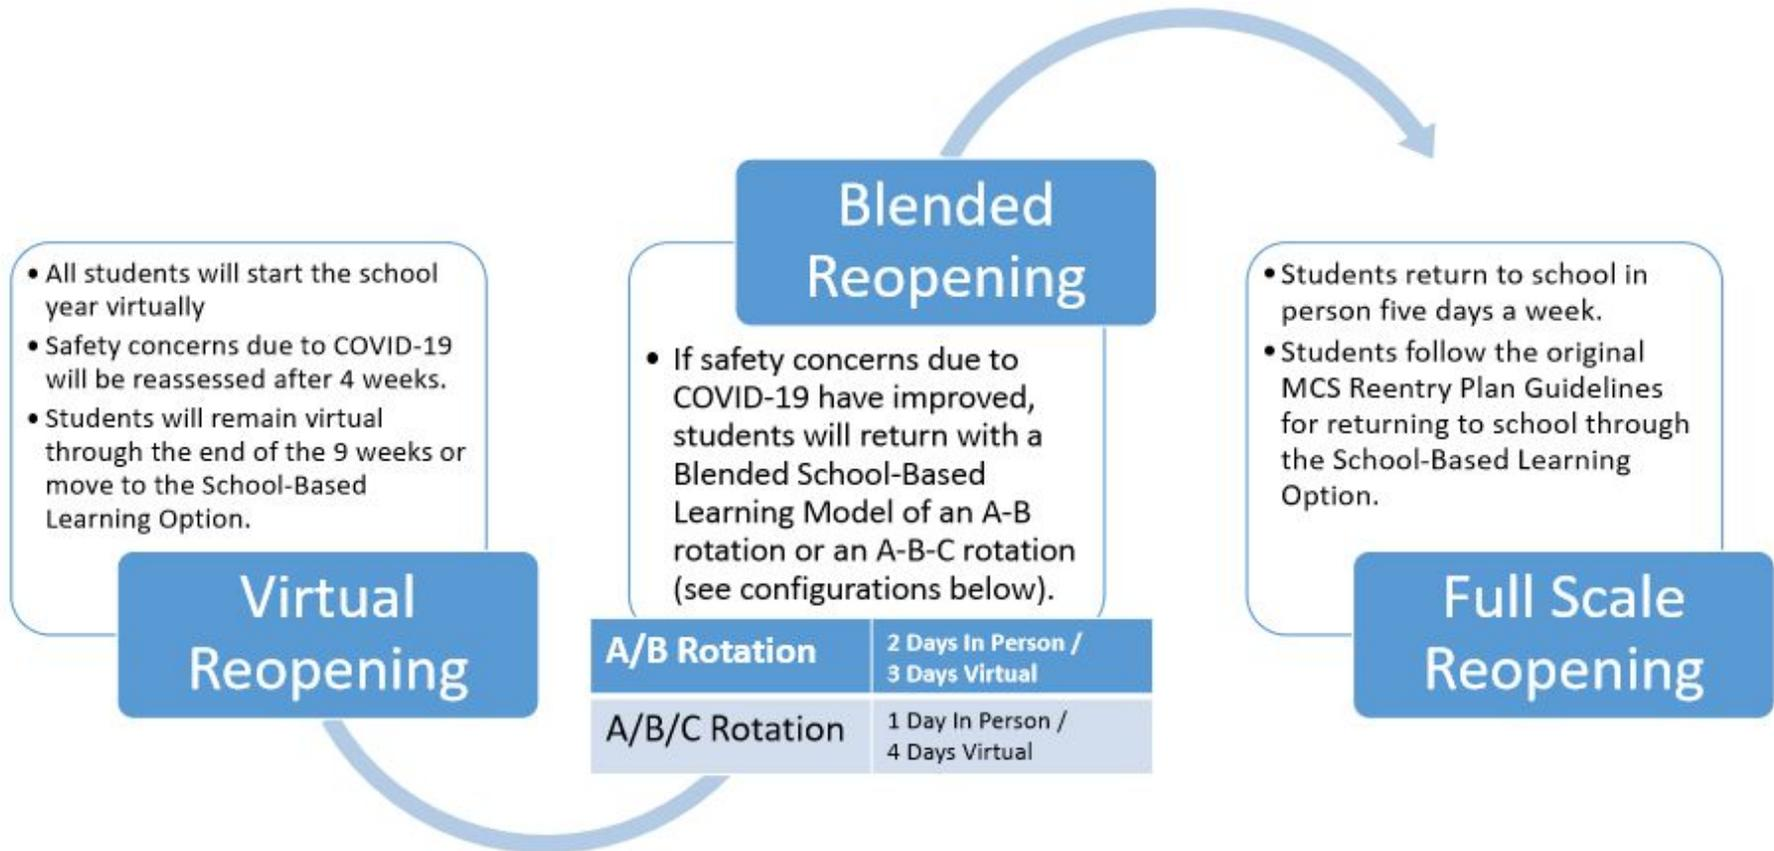 • All students will start the school
year virtually
• Safety concerns due to COVID-19
will be reassessed after 4 weeks.
• Students will remain virtual
through the end of the 9 weeks or
move to the School-Based
Learning Option.
Virtual
Reopening
Blended
Reopening
• If safety concerns due to
COVID-19 have improved,
students will return with a
Blended School-Based
Learning Model of an A-B
rotation or an A-B-C rotation
(see configurations below).
A/B Rotation
2 Days In Person /
3 Days Virtual
A/B/C Rotation
1 Day In Person /
4 Days Virtual
• Students return to school in
person five days a week.
• Students follow the original
MCS Reentry Plan Guidelines
for returning to school through
the School-Based Learning
Option.
Full Scale
Reopening